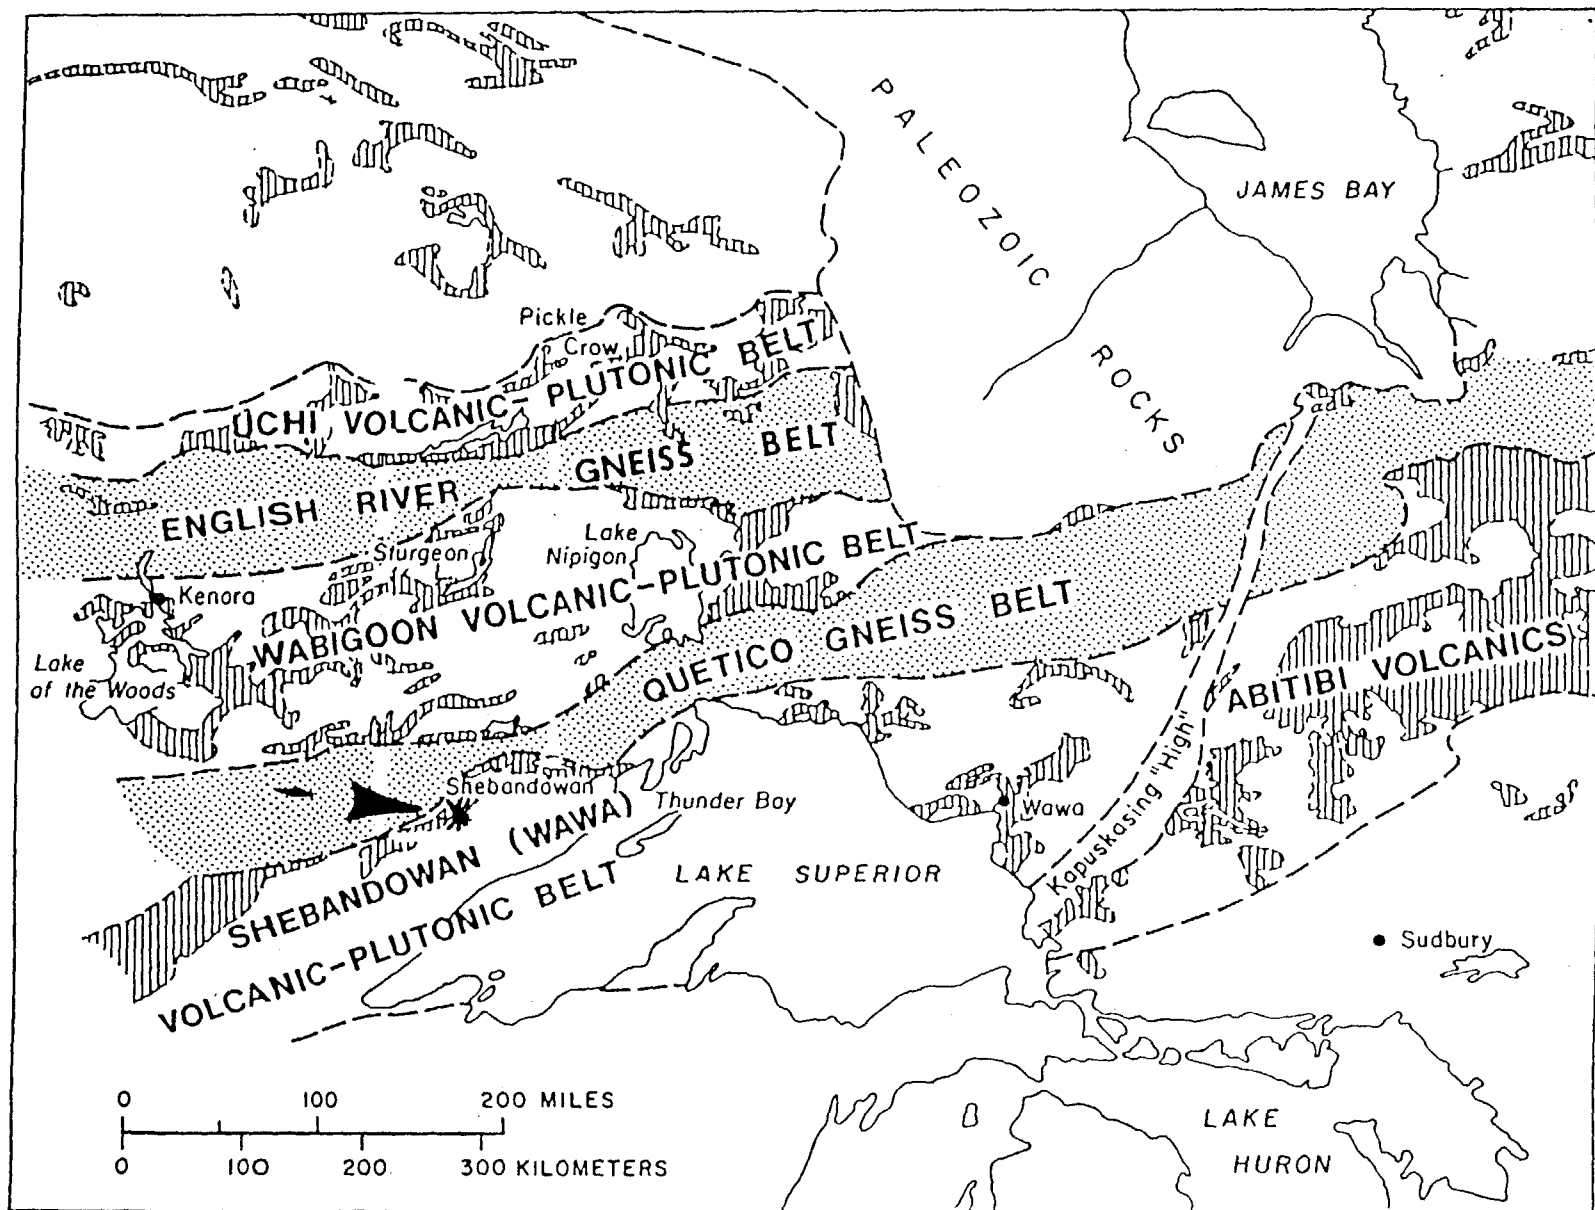 PALEOZOIC
ROCKS
JAMES BAY
Pickle
Crow
UCHI VOLCANIC-PLUTONIC BELT
ENGLISH RIVER GNEISS BELT
Sturgeon
Lake
Nipigon
Kenora
WABIGOON VOLCANIC-PLUTONIC BELT
Lake
of the Woods
QUETICO GNEISS BELT
ABITIBI VOLCANICS
Kapuskasing "High"
Shebandowan
Thunder Bay
Wawa
SHEBANDOWAN (WAWA)
VOLCANIC-PLUTONIC BELT
LAKE SUPERIOR
Sudbury
LAKE
HURON
0 100 200 MILES
0 100 200 300 KILOMETERS